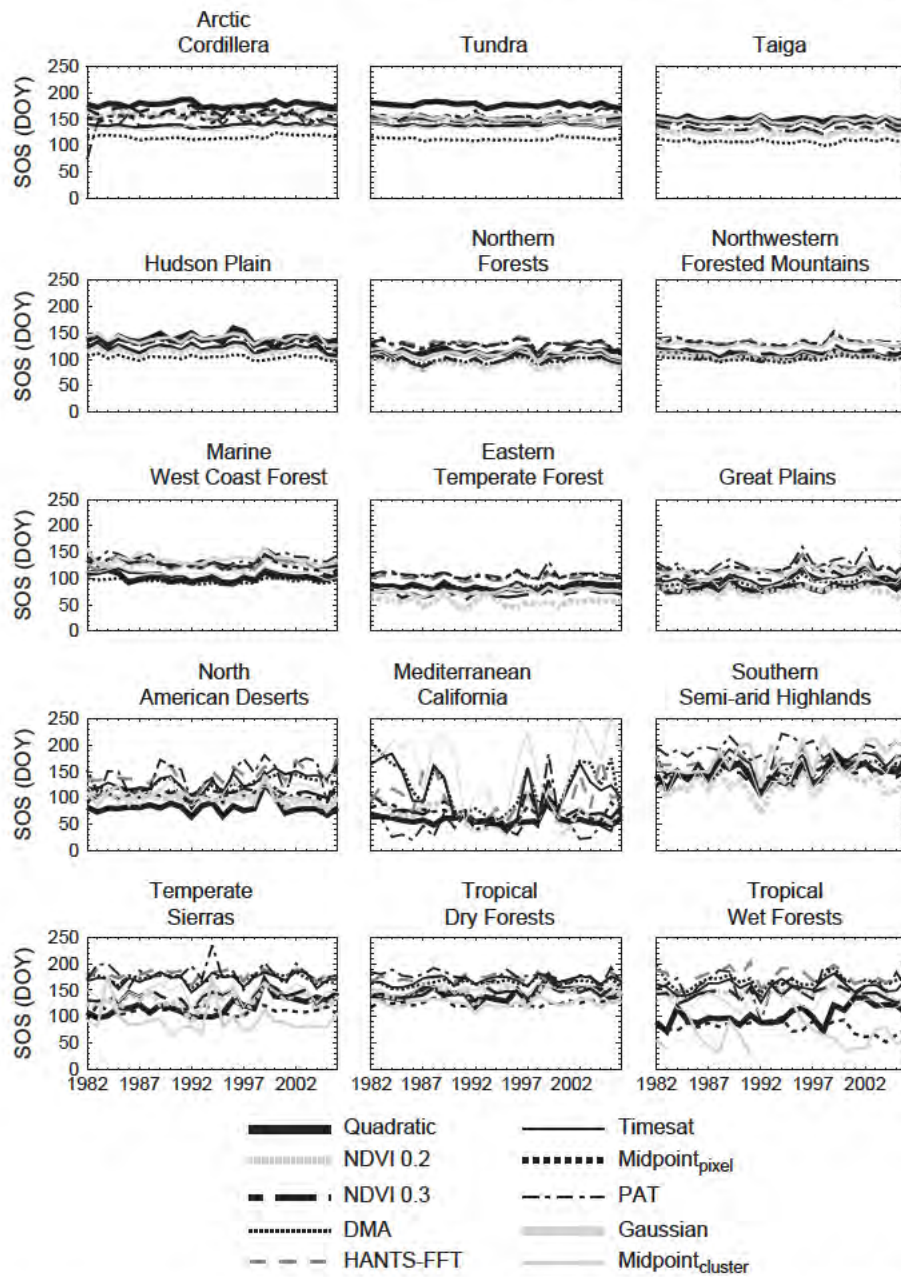 Arctic
Cordillera
Tundra
Taiga
SOS (DOY)
250
200
150
100
50
0
Hudson Plain
Northern
Forests
Northwestern
Forested Mountains
SOS (DOY)
250
200
150
100
50
0
Marine
West Coast Forest
Eastern
Temperate Forest
Great Plains
SOS (DOY)
250
200
150
100
50
0
North
American Deserts
Mediterranean
California
Southern
Semi-arid Highlands
SOS (DOY)
250
200
150
100
50
0
Temperate
Sierras
Tropical
Dry Forests
Tropical
Wet Forests
SOS (DOY)
250
200
150
100
50
0
1982 1987 1992 1997 2002 1982 1987 1992 1997 2002 1982 1987 1992 1997 2002
Quadratic Timesat
NDVI 0.2 Midpointpixel
NDVI 0.3 PAT
DMA Gaussian
HANTS-FFT Midpointcluster